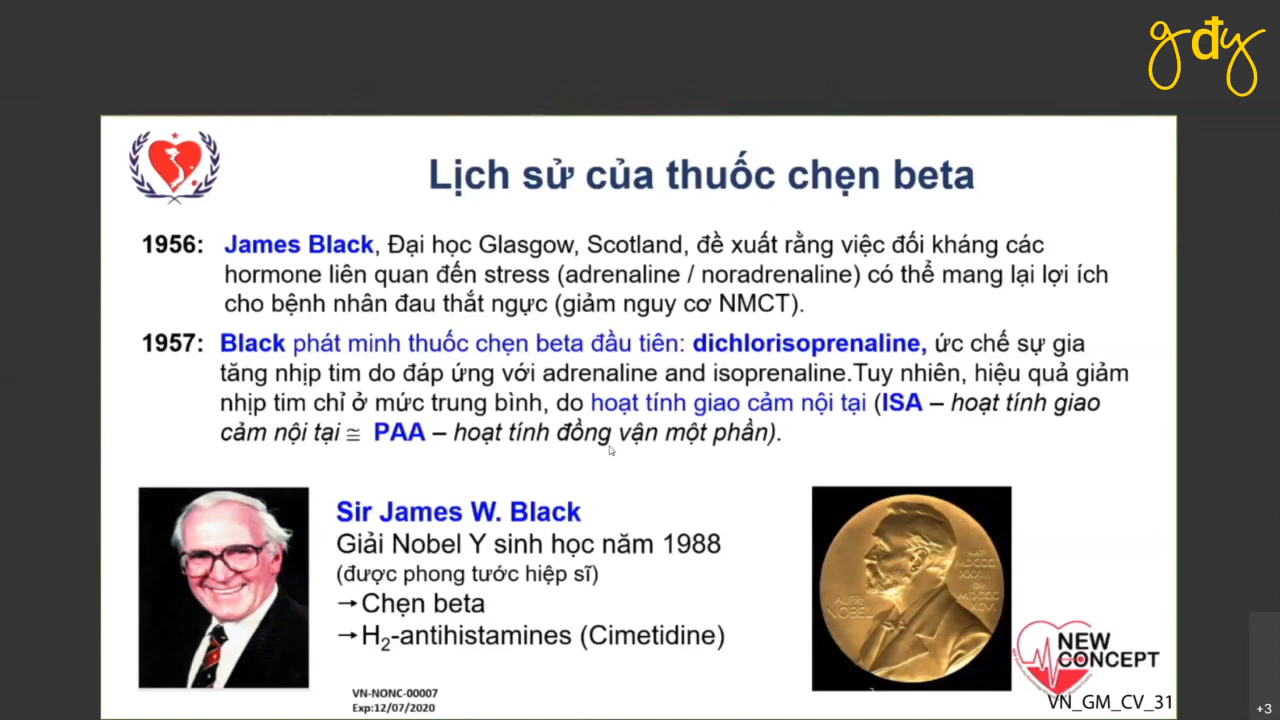 gđy
Lịch sử của thuốc chẹn beta
1956: James Black, Đại học Glasgow, Scotland, đề xuất rằng việc đối kháng các
hormone liên quan đến stress (adrenaline / noradrenaline) có thể mang lại lợi ích
cho bệnh nhân đau thắt ngực (giảm nguy cơ NMCT).
1957: Black phát minh thuốc chẹn beta đầu tiên: dichlorisoprenaline, ức chế sự gia
tăng nhịp tim do đáp ứng với adrenaline and isoprenaline.Tuy nhiên, hiệu quả giảm
nhịp tim chỉ ở mức trung bình, do hoạt tính giao cảm nội tại (ISA – hoạt tính giao
cảm nội tại ≅ PAA – hoạt tính đồng vận một phần).
Sir James W. Black
Giải Nobel Y sinh học năm 1988
(được phong tước hiệp sĩ)
→Chẹn beta
→H₂-antihistamines (Cimetidine)
NEW
CONCEPT
VN-NONC-00007
Exp:12/07/2020
VN_GM_CV_31
+3